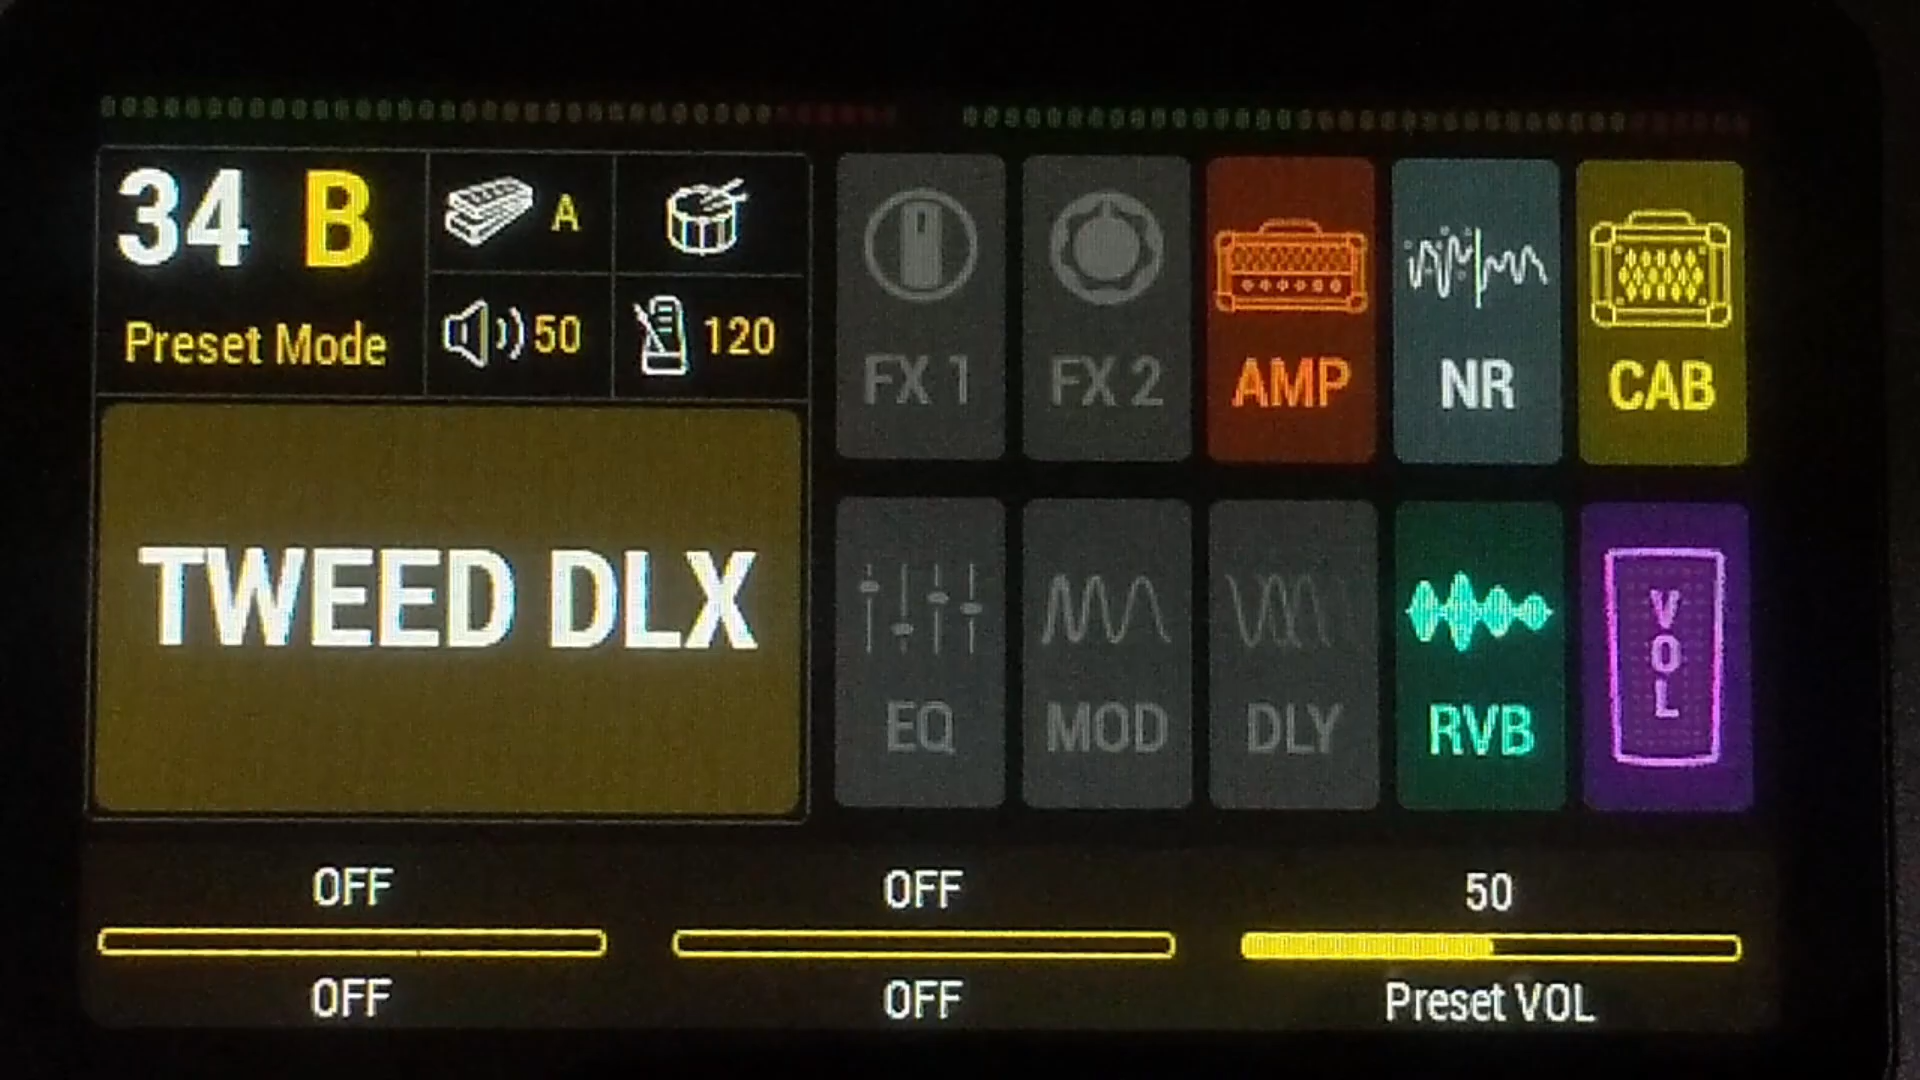 34 B
A
Preset Mode
50
120
TWEED DLX
FX 1
FX 2
AMP
NR
CAB
EQ
MOD
DLY
RVB
VOL
OFF
OFF
50
OFF
OFF
Preset VOL